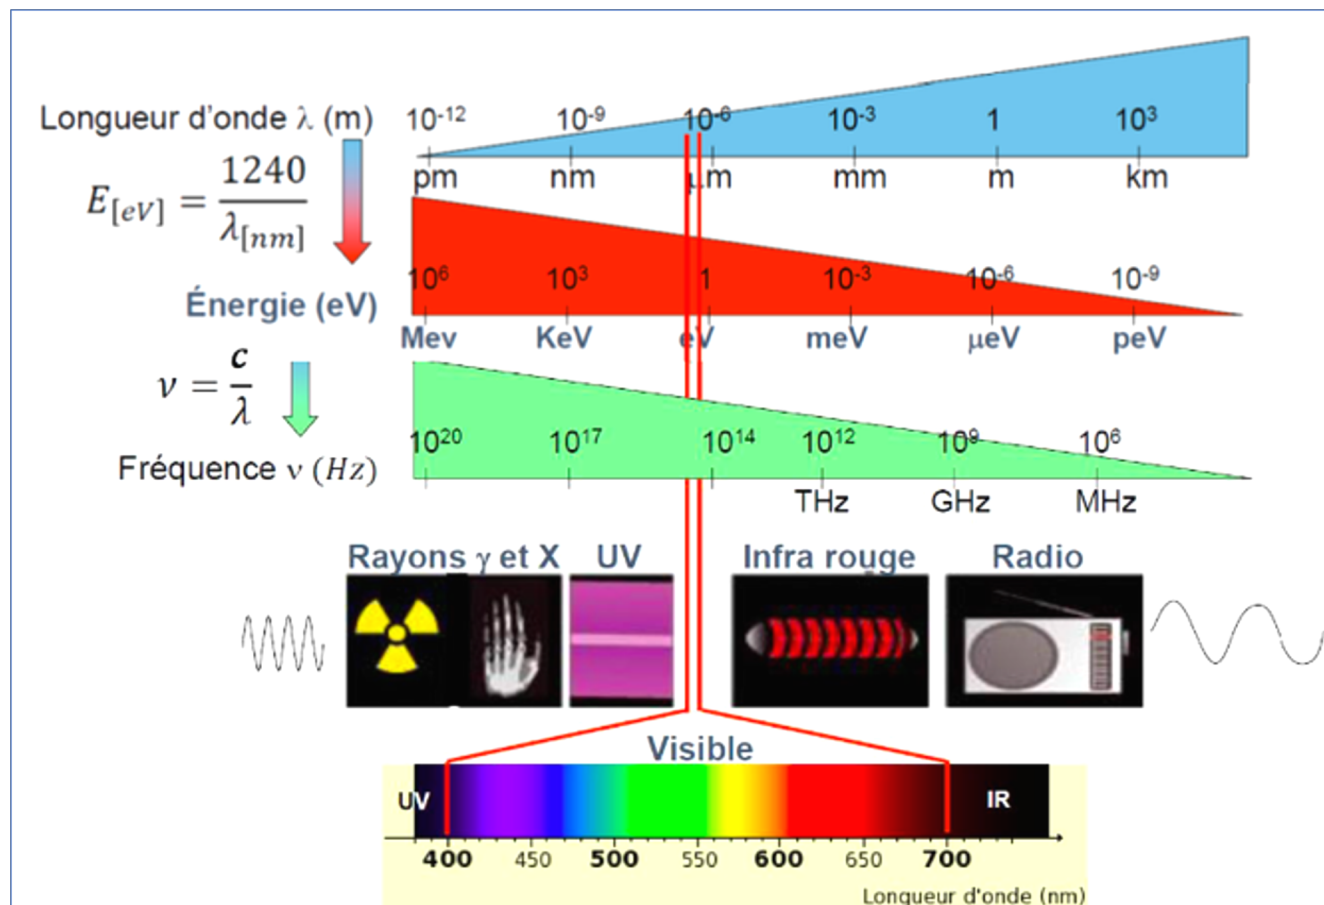 Longueur d'onde λ (m)
10⁻¹² 10⁻⁹ 10⁻⁶ 10⁻³ 1 10³
pm nm μm mm m km
E[eV] = 1240 / λ[nm]
10⁶ 10³ 1 10⁻³ 10⁻⁶ 10⁻⁹
Énergie (eV)
Mev KeV eV meV μeV peV
ν = c / λ
10²⁰ 10¹⁷ 10¹⁴ 10¹² 10⁹ 10⁶
Fréquence ν (Hz)
THz GHz MHz
Rayons γ et X UV Infra rouge Radio
Visible
UV IR
400 450 500 550 600 650 700
Longueur d'onde (nm)